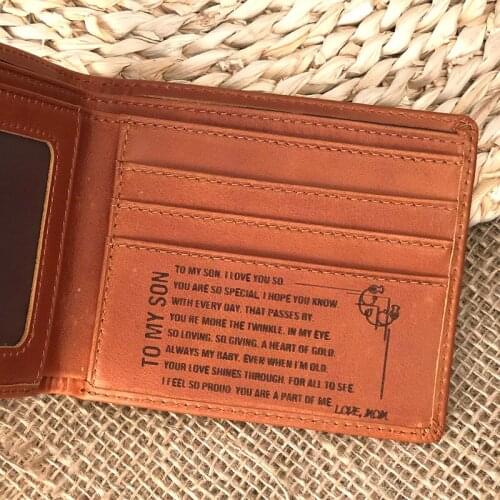 TO MY SON
TO MY SON. I LOVE YOU SO
YOU ARE SO SPECIAL. I HOPE YOU KNOW
WITH EVERY DAY. THAT PASSES BY.
YOU'RE MORE THE TWINKLE. IN MY EYE.
SO LOVING. SO GIVING. A HEART OF GOLD.
ALWAYS MY BABY. EVER WHEN I'M OLD.
YOUR LOVE SHINES THROUGH. FOR ALL TO SEE.
I FEEL SO PROUD. YOU ARE A PART OF ME.
LOVE, MOM